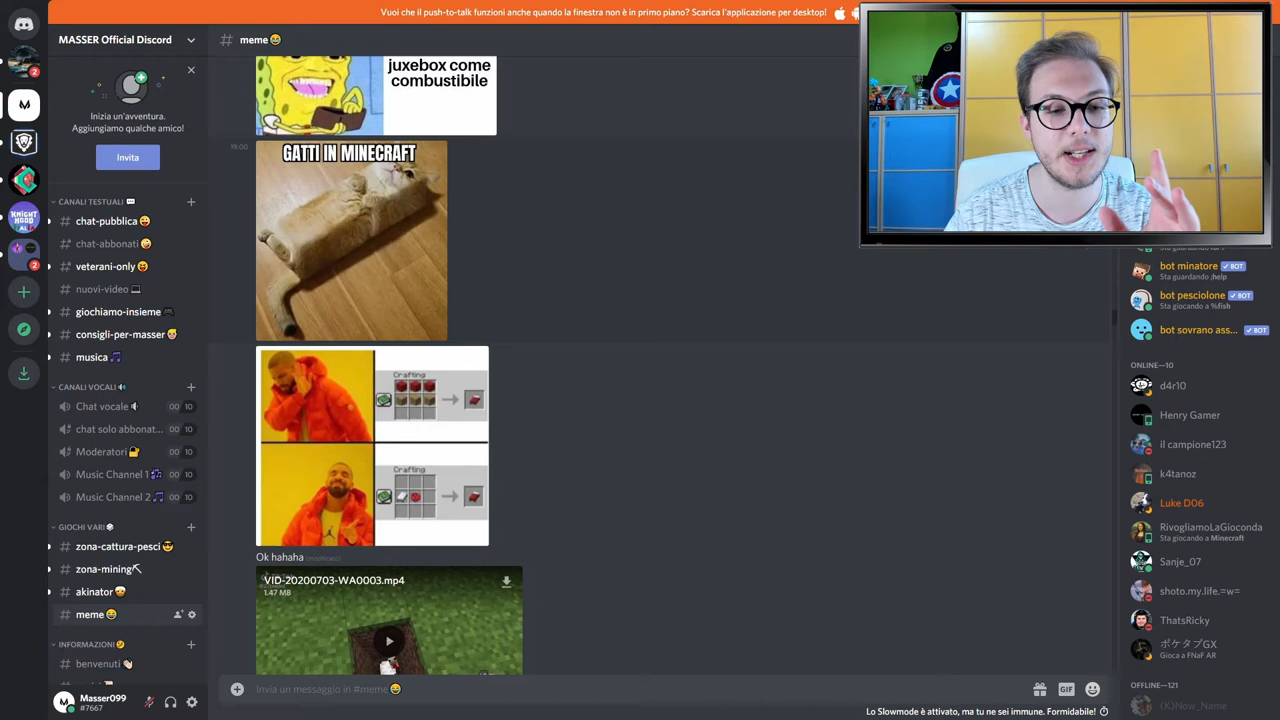 Vuoi che il push-to-talk funzioni anche quando la finestra non è in primo piano? Scarica l'applicazione per desktop!
MASSER Official Discord
# meme😂
Inizia un'avventura.
Aggiungiamo qualche amico!
Invita
CANALI TESTUALI 💬
# chat-pubblica 😛
# chat-abbonati 😜
# veterani-only 😝
# nuovi-video 💻
# giochiamo-insieme 🎮
# consigli-per-masser
# musica 🎵
CANALI VOCALI 🔊
Chat vocale 🔈 00 10
chat solo abbonat... 00 10
Moderatori 🔐 00 10
Music Channel 1 🎼 00 10
Music Channel 2 🎵 00 10
GIOCHI VARI 🎲
# zona-cattura-pesci 😎
# zona-mining⛏
# akinator
# meme 😂
INFORMAZIONI
# benvenuti 👋🏻
Masser099
#7667
2
2
KNIGHT
HOOD
juxebox come
combustibile
19:00
GATTI IN MINECRAFT
Crafting
Crafting
Ok hahaha (modificato)
VID-20200703-WA0003.mp4
1.47 MB
Invia un messaggio in #meme😂
GIF
Lo Slowmode è attivato, ma tu ne sei immune. Formidabile!
bot minatore ✓ BOT
Sta guardando ;help
bot pesciolone ✓ BOT
Sta giocando a %fish
bot sovrano ass... ✓ BOT
ONLINE—10
d4r10
Henry Gamer
il campione123
k4tanoz
Luke D06
RivogliamoLaGioconda
Sta giocando a Minecraft
Sanje_07
shoto.my.life.=w=
ThatsRicky
ポケタブGX
Gioca a FNaF AR
OFFLINE—121
(K)Now_Name